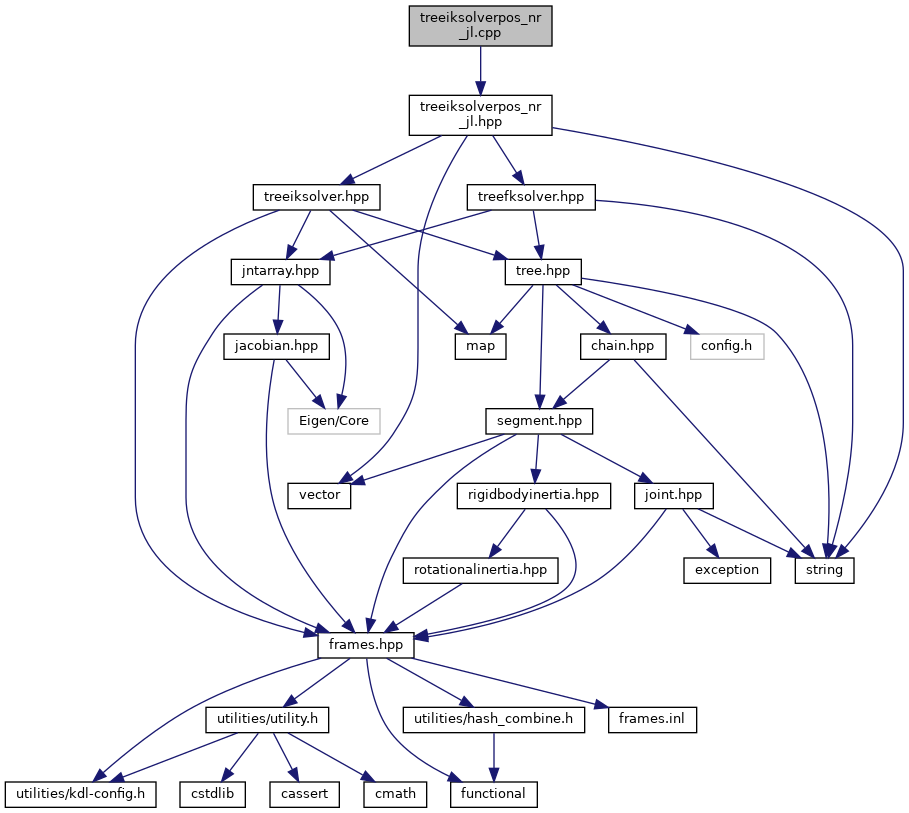 treeiksolverpos_nr
_jl.cpp
treeiksolverpos_nr
_jl.hpp
treeiksolver.hpp
treefksolver.hpp
jntarray.hpp
tree.hpp
jacobian.hpp
map
chain.hpp
config.h
Eigen/Core
segment.hpp
vector
rigidbodyinertia.hpp
joint.hpp
rotationalinertia.hpp
exception
string
frames.hpp
utilities/utility.h
utilities/hash_combine.h
frames.inl
utilities/kdl-config.h
cstdlib
cassert
cmath
functional